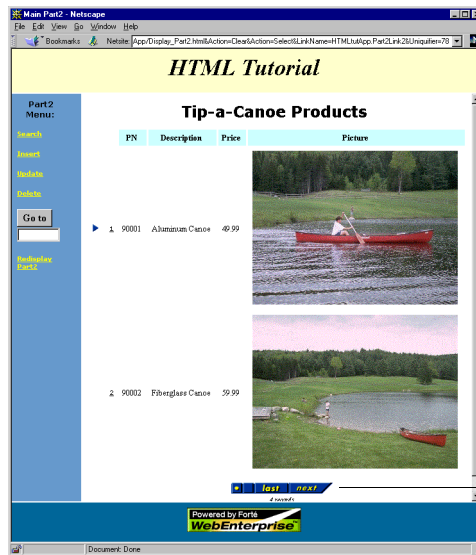 Main Part2 - Netscape
File Edit View Go Window Help
Bookmarks Netsite: App/Display_Part2.html&Action=Clear&Action=Select&LinkName=HTMLtutApp.Part2Link2&Uniquifier=78
HTML Tutorial
Part2
Menu:
Search
Insert
Update
Delete
Go to
Redisplay
Part2
Tip-a-Canoe Products
PN Description Price Picture
1 90001 Aluminum Canoe 49.99
2 90002 Fiberglass Canoe 59.99
last next
4 records
Powered by Forté
WebEnterprise
Document: Done